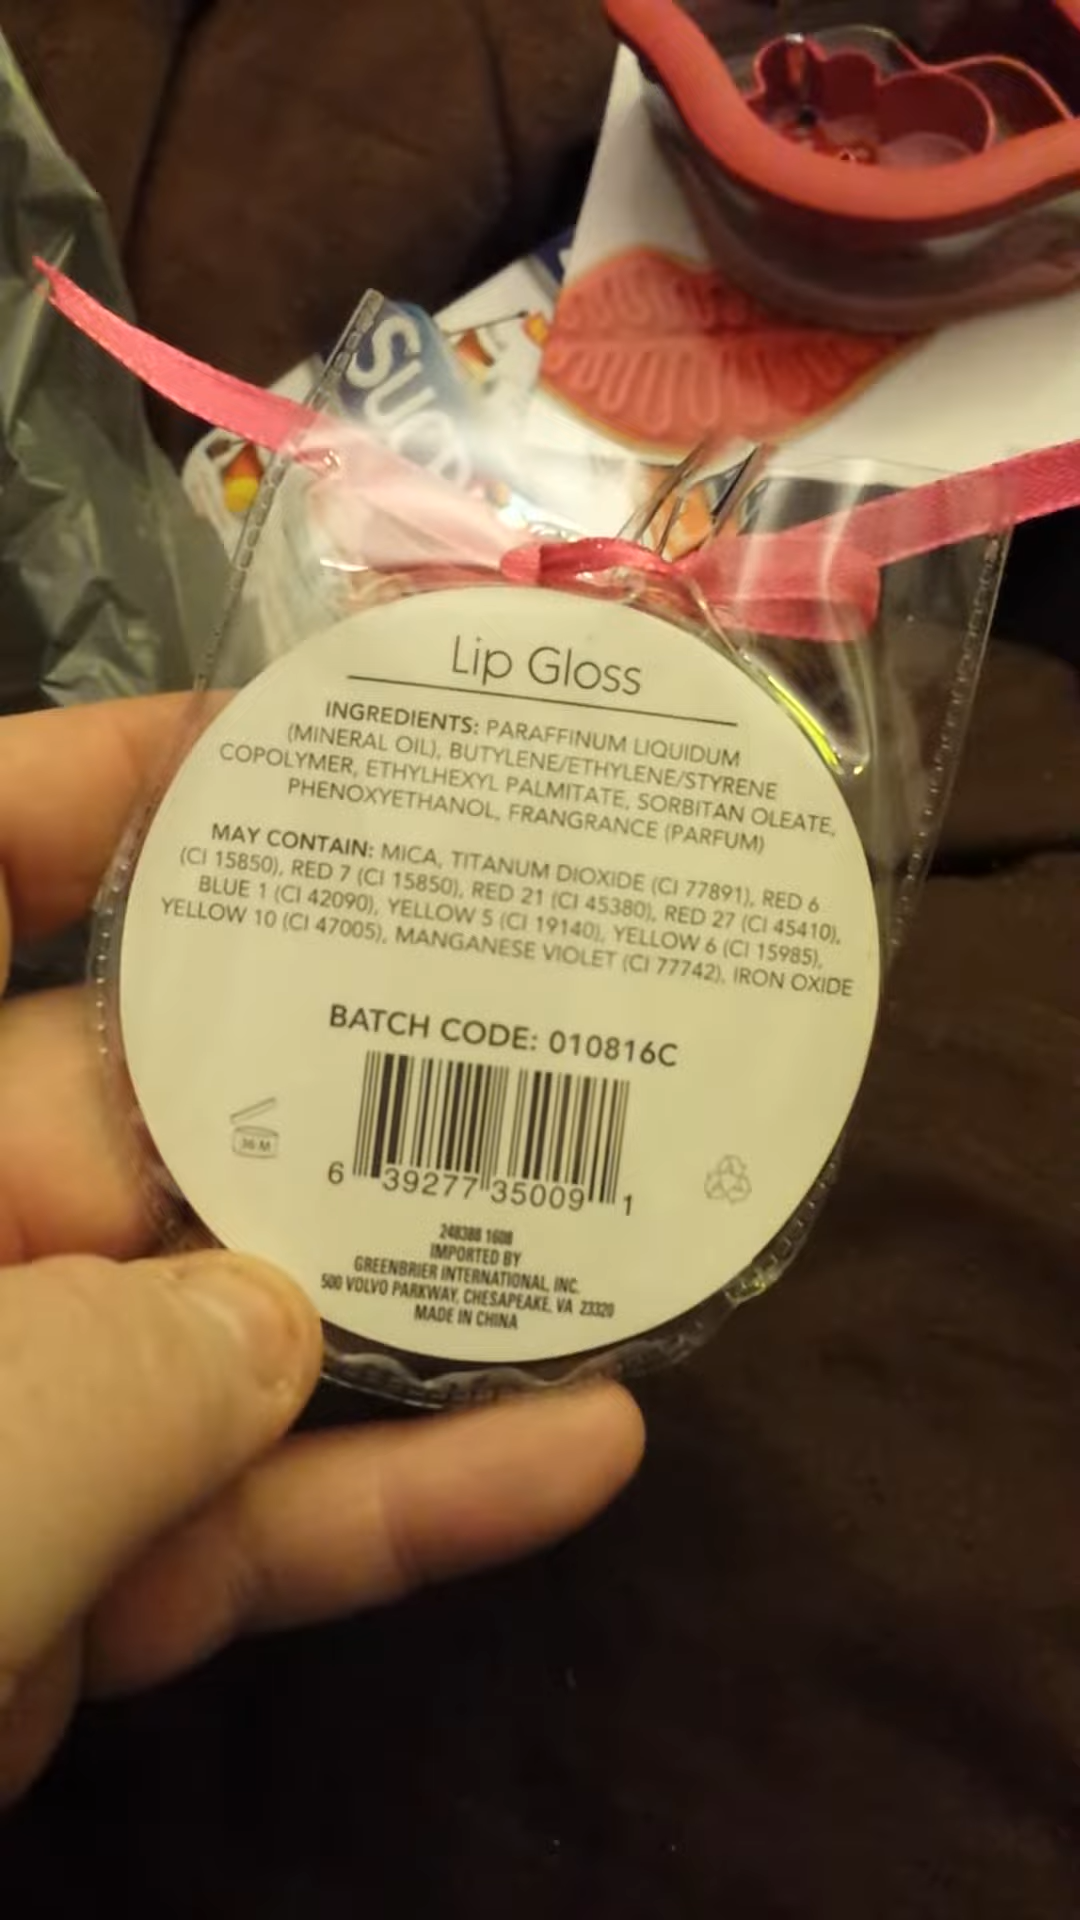 Lip Gloss
INGREDIENTS: PARAFFINUM LIQUIDUM
(MINERAL OIL), BUTYLENE/ETHYLENE/STYRENE
COPOLYMER, ETHYLHEXYL PALMITATE, SORBITAN OLEATE,
PHENOXYETHANOL, FRANGRANCE (PARFUM)
MAY CONTAIN: MICA, TITANUM DIOXIDE (CI 77891), RED 6
(CI 15850), RED 7 (CI 15850), RED 21 (CI 45380), RED 27 (CI 45410),
BLUE 1 (CI 42090), YELLOW 5 (CI 19140), YELLOW 6 (CI 15985),
YELLOW 10 (CI 47005), MANGANESE VIOLET (CI 77742), IRON OXIDE
BATCH CODE: 010816C
36 M
6 39277 35009 1
248388 1608
IMPORTED BY
GREENBRIER INTERNATIONAL, INC.
500 VOLVO PARKWAY, CHESAPEAKE, VA 23320
MADE IN CHINA